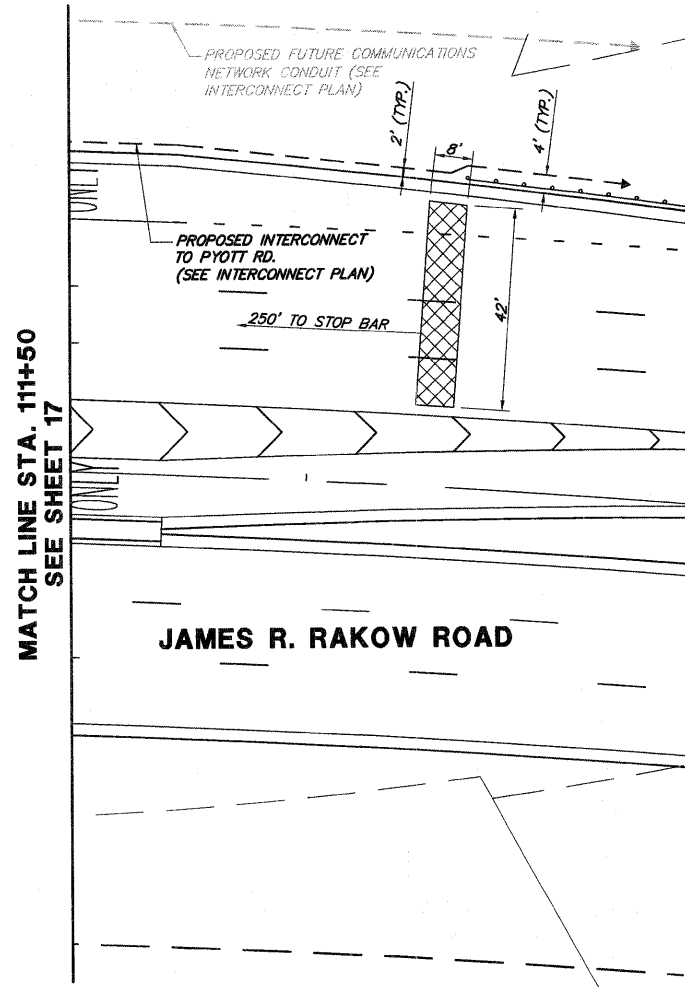 PROPOSED FUTURE COMMUNICATIONS
NETWORK CONDUIT (SEE
INTERCONNECT PLAN)
2' (TYP.)
8'
4' (TYP.)
PROPOSED INTERCONNECT
TO PYOTT RD.
(SEE INTERCONNECT PLAN)
250' TO STOP BAR
42'
MATCH LINE STA. 111+50
SEE SHEET 17
JAMES R. RAKOW ROAD